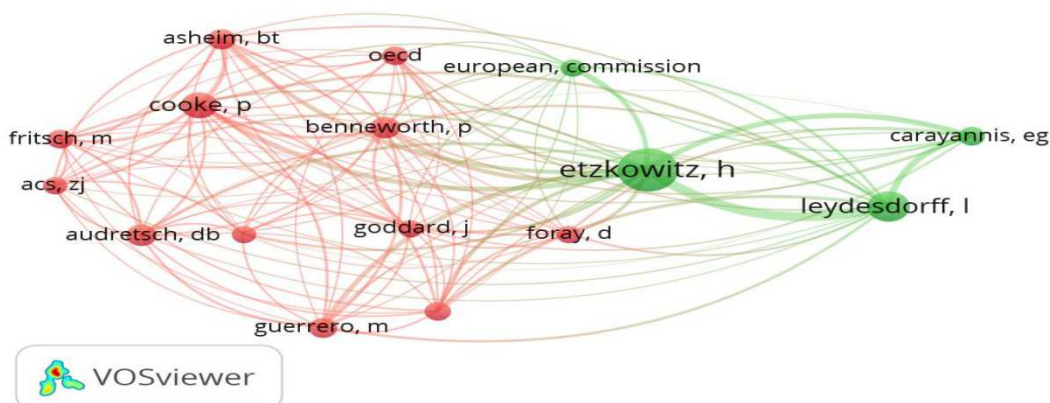 asheim, bt
oecd
european, commission
cooke, p
fritsch, m
benneworth, p
carayannis, eg
etzkowitz, h
acs, zj
leydesdorff, l
audretsch, db
goddard, j
foray, d
guerrero, m
VOSviewer